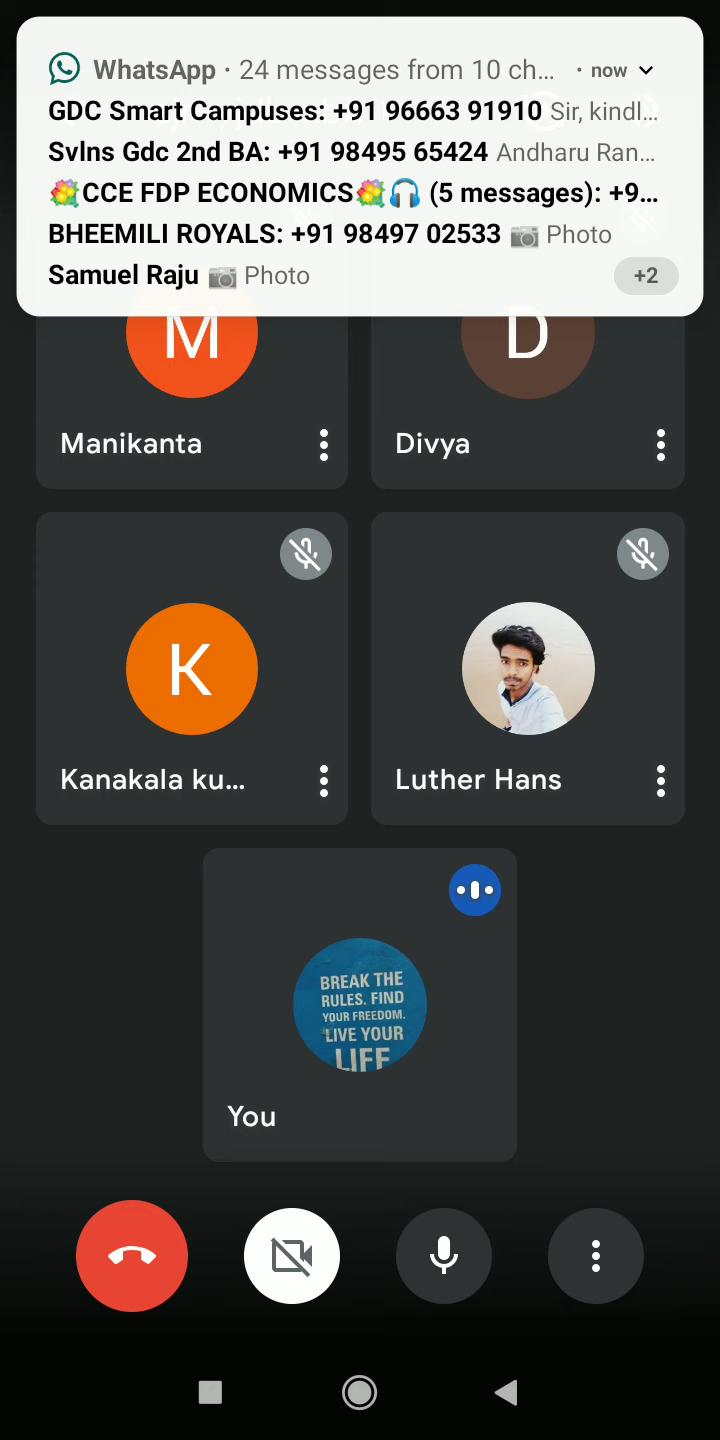 WhatsApp · 24 messages from 10 ch... · now
GDC Smart Campuses: +91 96663 91910 Sir, kindl...
Svlns Gdc 2nd BA: +91 98495 65424 Andharu Ran...
💐CCE FDP ECONOMICS💐🎧 (5 messages): +9...
BHEEMILI ROYALS: +91 98497 02533 📷 Photo
Samuel Raju 📷 Photo +2
M D
Manikanta Divya
K
Kanakala ku... Luther Hans
BREAK THE
RULES. FIND
YOUR FREEDOM.
LIVE YOUR
LIFE
You